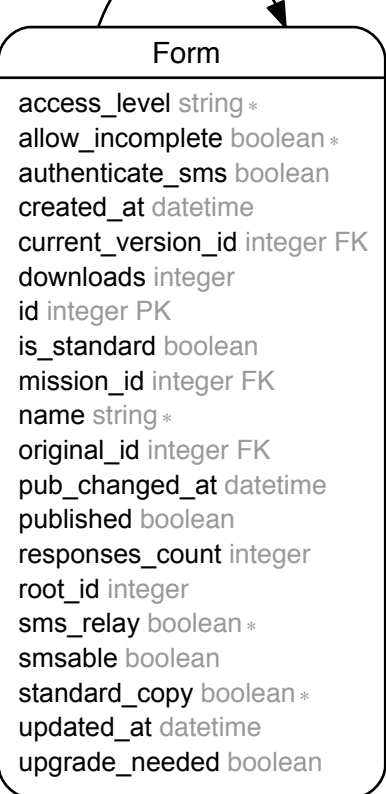 Form
access_level string *
allow_incomplete boolean *
authenticate_sms boolean
created_at datetime
current_version_id integer FK
downloads integer
id integer PK
is_standard boolean
mission_id integer FK
name string *
original_id integer FK
pub_changed_at datetime
published boolean
responses_count integer
root_id integer
sms_relay boolean *
smsable boolean
standard_copy boolean *
updated_at datetime
upgrade_needed boolean